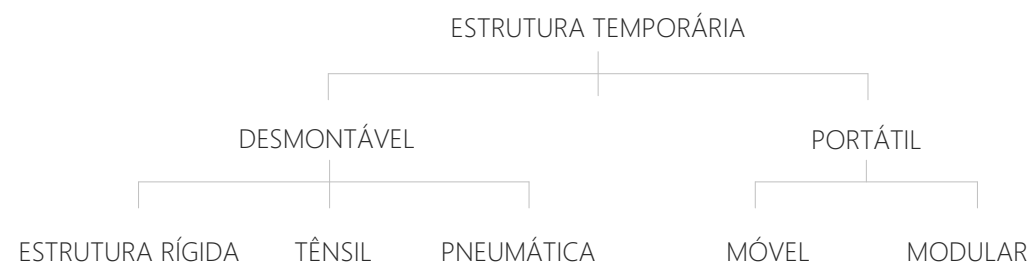 ESTRUTURA TEMPORÁRIA
DESMONTÁVEL PORTÁTIL
ESTRUTURA RÍGIDA TÊNSIL PNEUMÁTICA MÓVEL MODULAR